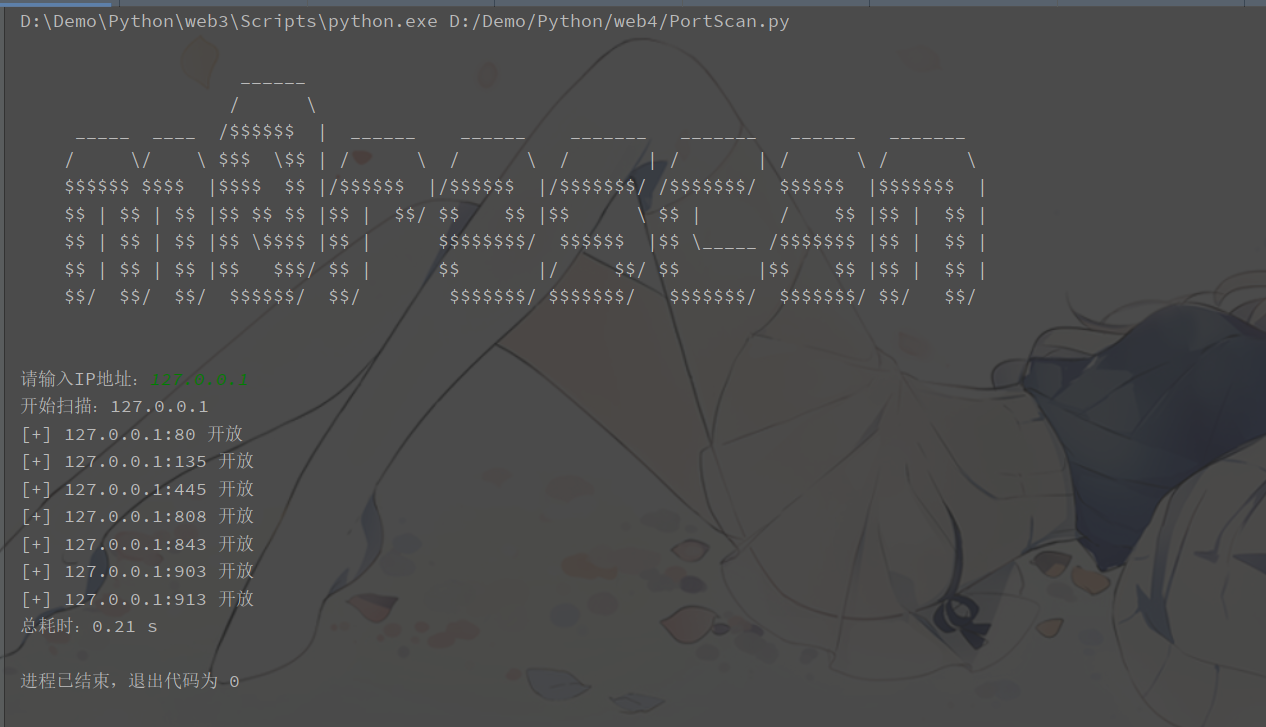 D:\Demo\Python\web3\Scripts\python.exe D:/Demo/Python/web4/PortScan.py
                     ______
                    /      \
     _____  ____  /$$$$$$  |  ______    ______    _______   _______   ______   _______
    /     \/    \ $$$  \$$ | /      \  /      \  /       | /       | /      \ /       \
    $$$$$$ $$$$  |$$$$  $$ |/$$$$$$  |/$$$$$$  |/$$$$$$$/ /$$$$$$$/  $$$$$$  |$$$$$$$  |
    $$ | $$ | $$ |$$ $$ $$ |$$ |  $$/ $$    $$ |$$      \ $$ |       /    $$ |$$ |  $$ |
    $$ | $$ | $$ |$$ \$$$$ |$$ |      $$$$$$$$/  $$$$$$  |$$ \_____ /$$$$$$$ |$$ |  $$ |
    $$ | $$ | $$ |$$   $$$/ $$ |      $$       |/     $$/ $$       |$$    $$ |$$ |  $$ |
    $$/  $$/  $$/  $$$$$$/  $$/        $$$$$$$/ $$$$$$$/   $$$$$$$/  $$$$$$$/ $$/   $$/
请输入IP地址：127.0.0.1
开始扫描：127.0.0.1
[+] 127.0.0.1:80 开放
[+] 127.0.0.1:135 开放
[+] 127.0.0.1:445 开放
[+] 127.0.0.1:808 开放
[+] 127.0.0.1:843 开放
[+] 127.0.0.1:903 开放
[+] 127.0.0.1:913 开放
总耗时：0.21 s
进程已结束，退出代码为 0